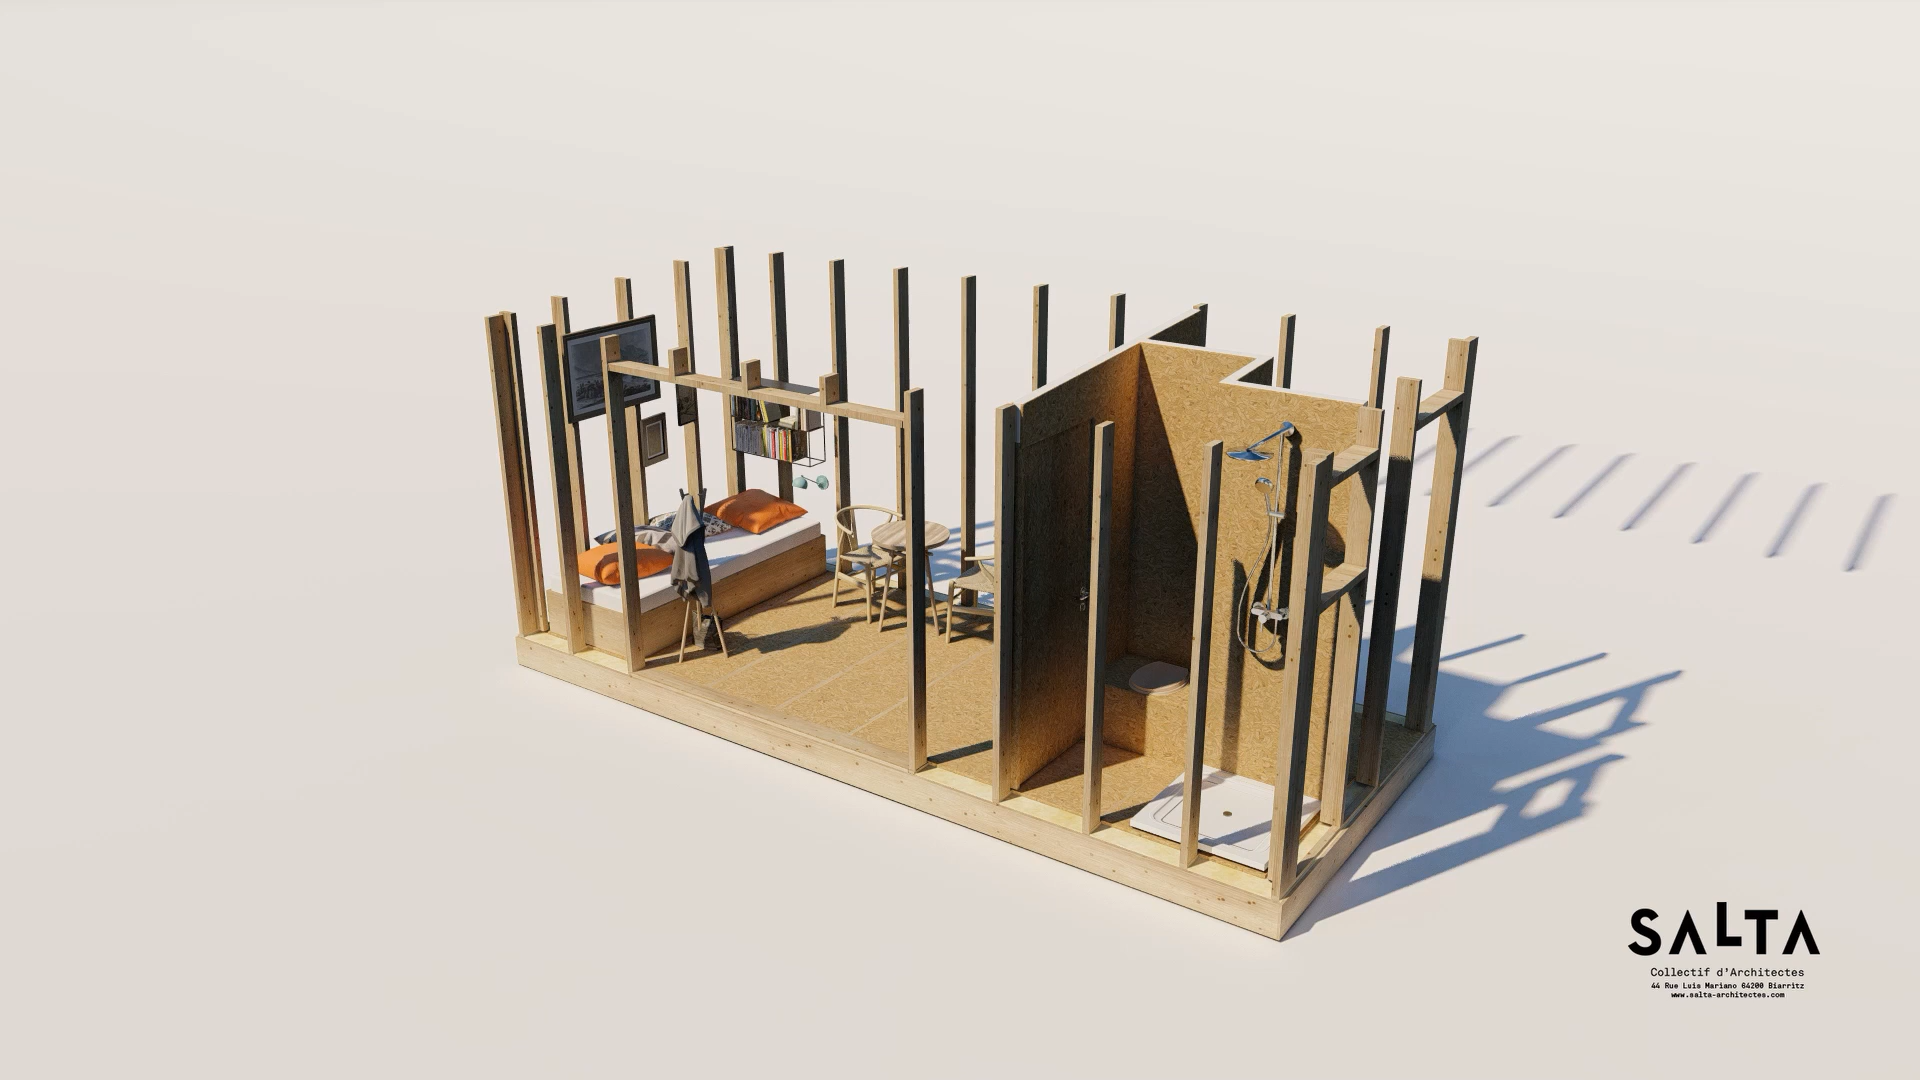 SALTA
Collectif d'Architectes
44 Rue Luis Mariano 64200 Biarritz
www.salta-architectes.com